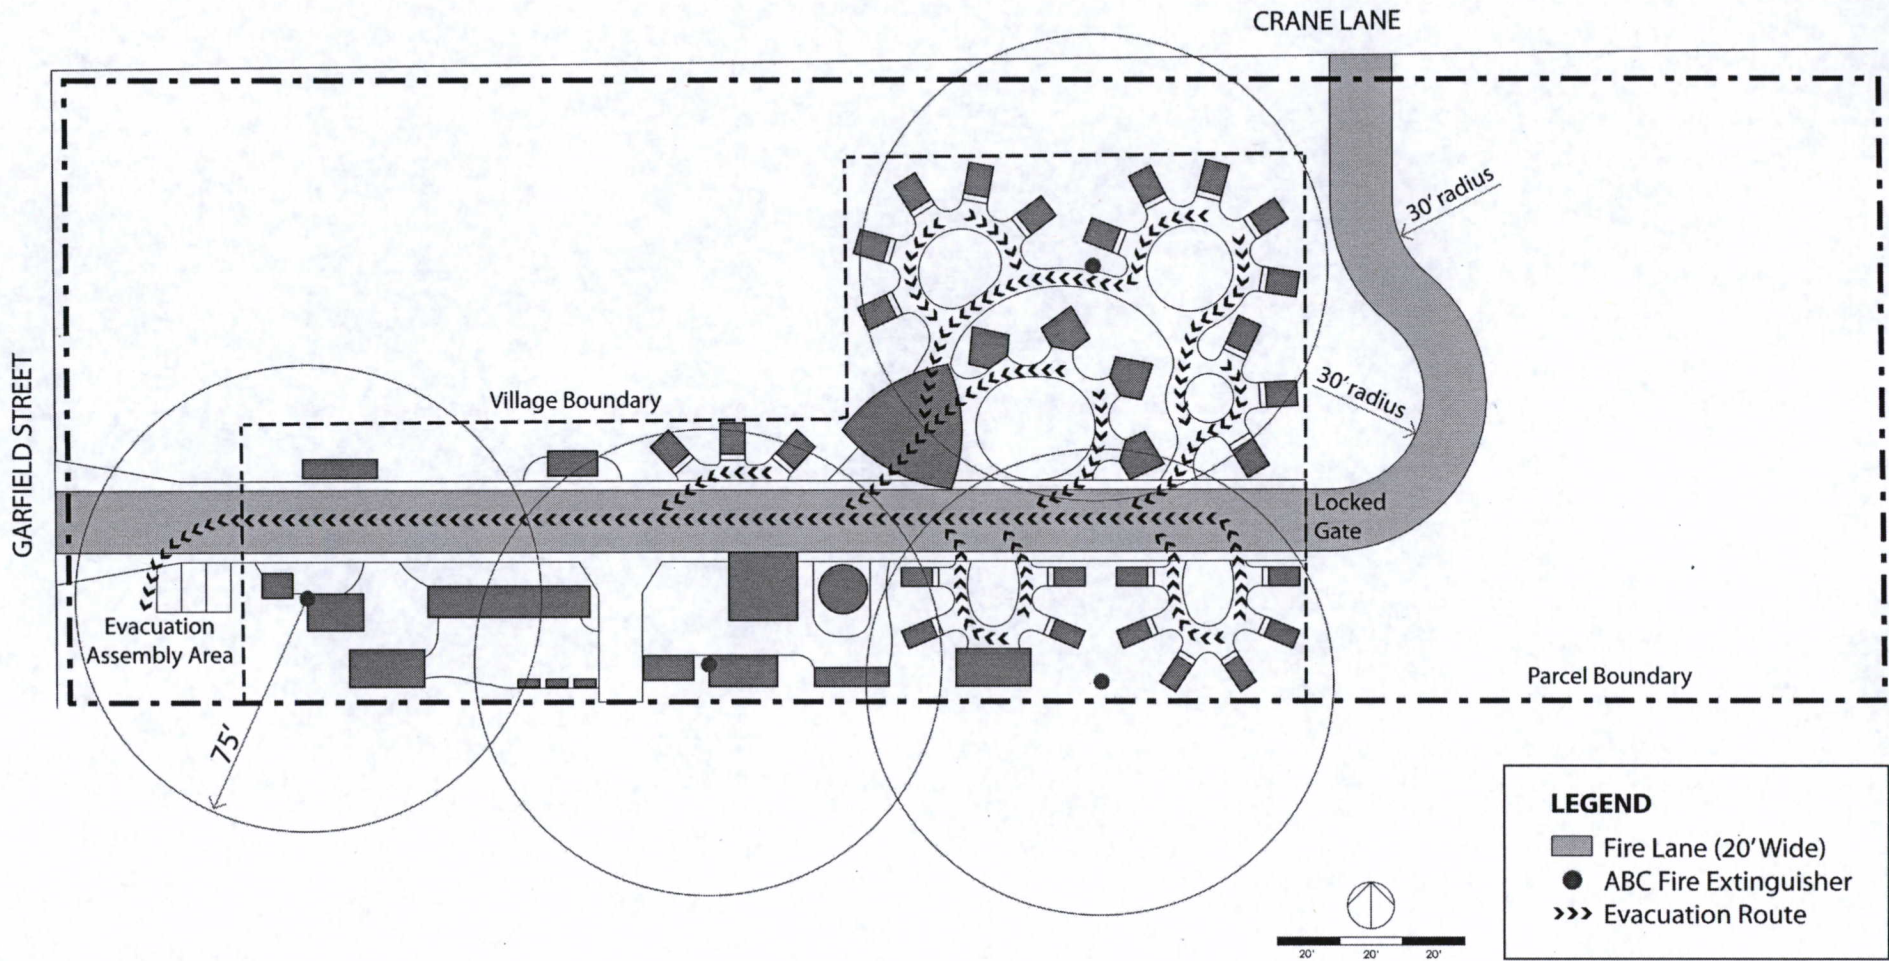 CRANE LANE
30' radius
GARFIELD STREET
Village Boundary
30' radius
Locked
Gate
Evacuation
Assembly Area
Parcel Boundary
75'
LEGEND
Fire Lane (20' Wide)
ABC Fire Extinguisher
Evacuation Route
20'
20'
20'